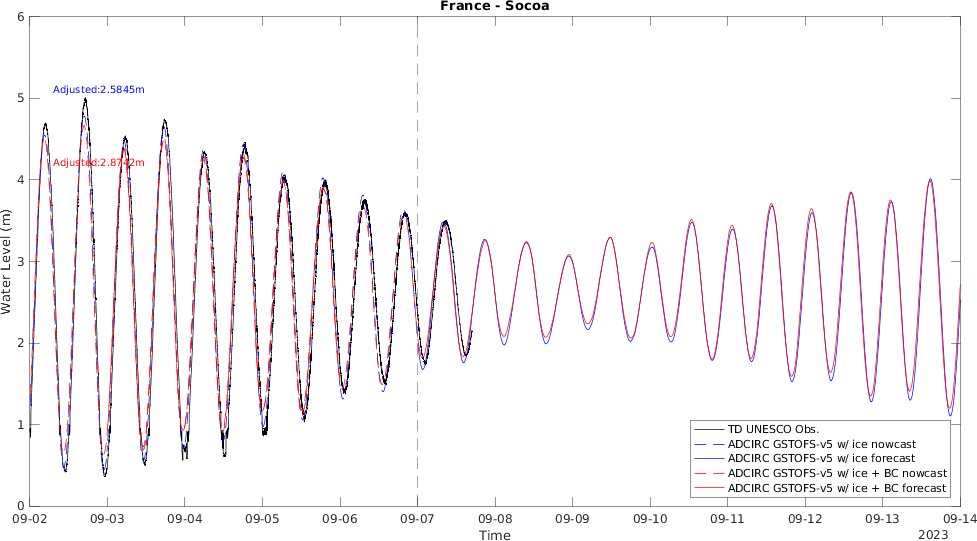 France - Socoa
6
5
4
3
2
1
0
Water Level (m)
Adjusted:2.5845m
Adjusted:2.8742m
TD UNESCO Obs.
ADCIRC GSTOFS-v5 w/ ice nowcast
ADCIRC GSTOFS-v5 w/ ice forecast
ADCIRC GSTOFS-v5 w/ ice + BC nowcast
ADCIRC GSTOFS-v5 w/ ice + BC forecast
09-02 09-03 09-04 09-05 09-06 09-07 09-08 09-09 09-10 09-11 09-12 09-13 09-14
Time
2023